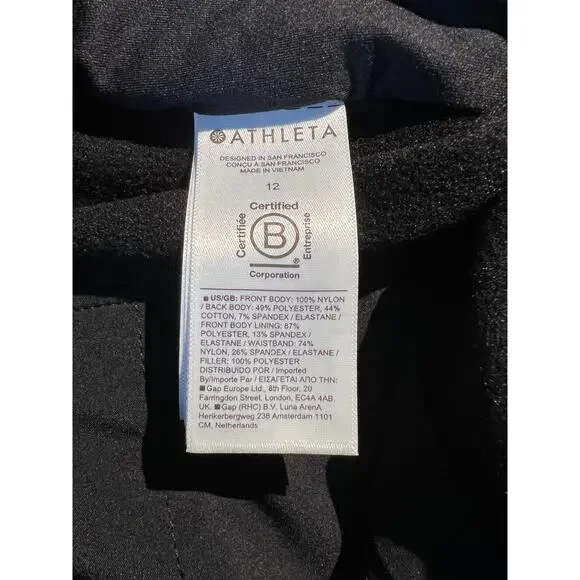 ATHLETA
DESIGNED IN SAN FRANCISCO
CONÇU À SAN FRANCISCO
MADE IN VIETNAM
12
Certified
Certifiée
B
Entreprise
®
Corporation
US/GB: FRONT BODY: 100% NYLON
/ BACK BODY: 49% POLYESTER, 44%
COTTON, 7% SPANDEX / ELASTANE /
FRONT BODY LINING: 87%
POLYESTER, 13% SPANDEX /
ELASTANE / WAISTBAND: 74%
NYLON, 26% SPANDEX / ELASTANE /
FILLER: 100% POLYESTER
DISTRIBUIDO POR / Imported
By/Importe Par / ΕΙΣΑΓΕΤΑΙ ΑΠΟ ΤΗΝ:
Gap Europe Ltd., 8th Floor, 20
Farringdon Street, London, EC4A 4AB,
UK. Gap (RHC) B.V. Luna ArenA
Herikerbergweg 238 Amsterdam 1101
CM, Netherlands